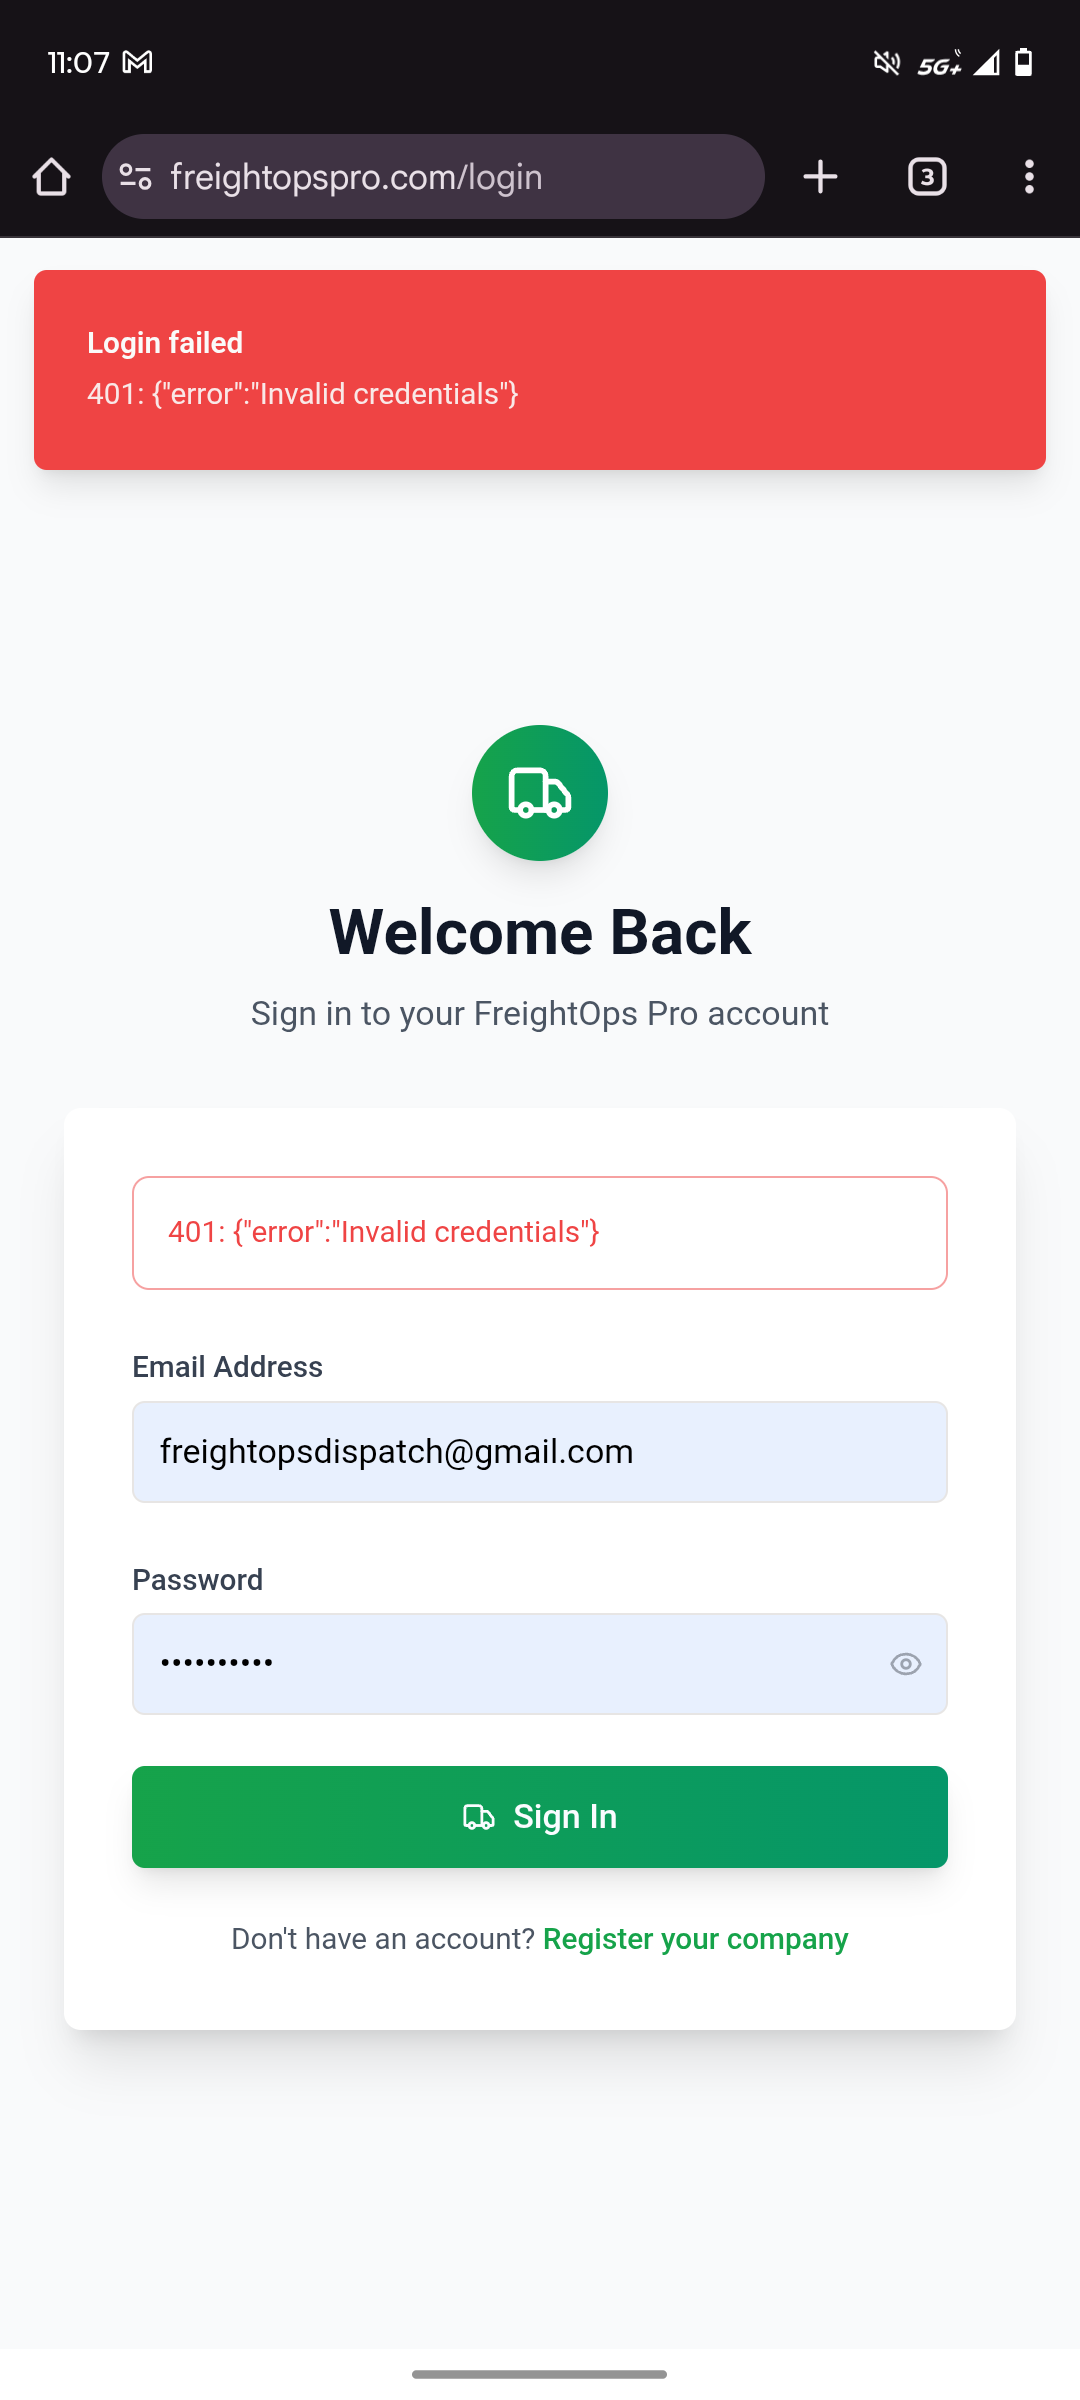 11:07
5G+
freightopspro.com/login
3
Login failed
401: {"error":"Invalid credentials"}
Welcome Back
Sign in to your FreightOps Pro account
401: {"error":"Invalid credentials"}
Email Address
freightopsdispatch@gmail.com
Password
••••••••••
Sign In
Don't have an account? Register your company